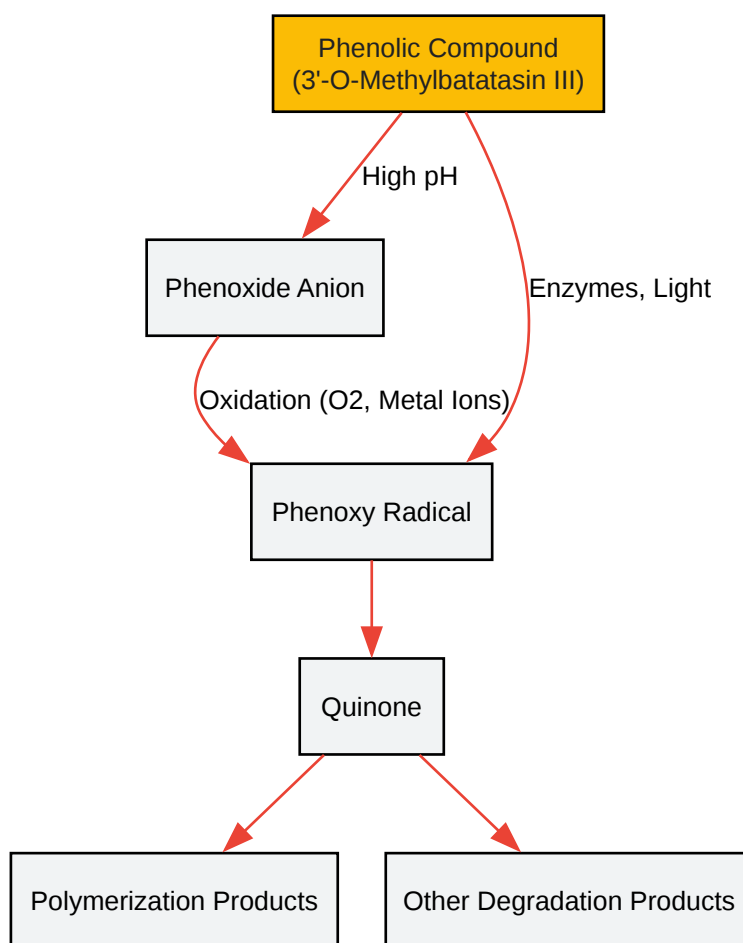 Phenolic Compound
(3'-O-Methylbatatasin III)
High pH
Phenoxide Anion
Enzymes, Light
Oxidation (O2, Metal Ions)
Phenoxy Radical
Quinone
Polymerization Products
Other Degradation Products